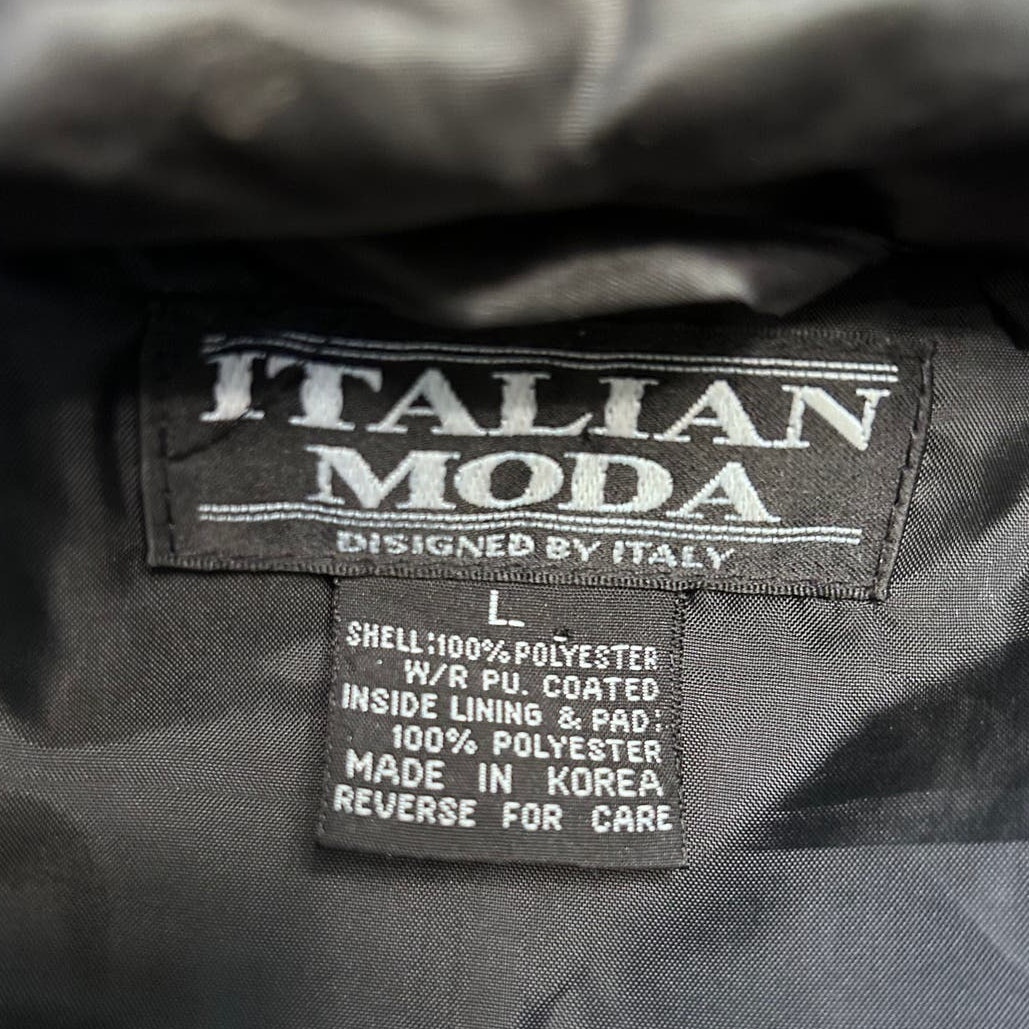 ITALIAN
MODA
DISIGNED BY ITALY
L
SHELL:100% POLYESTER
W/R PU. COATED
INSIDE LINING & PAD:
100% POLYESTER
MADE IN KOREA
REVERSE FOR CARE